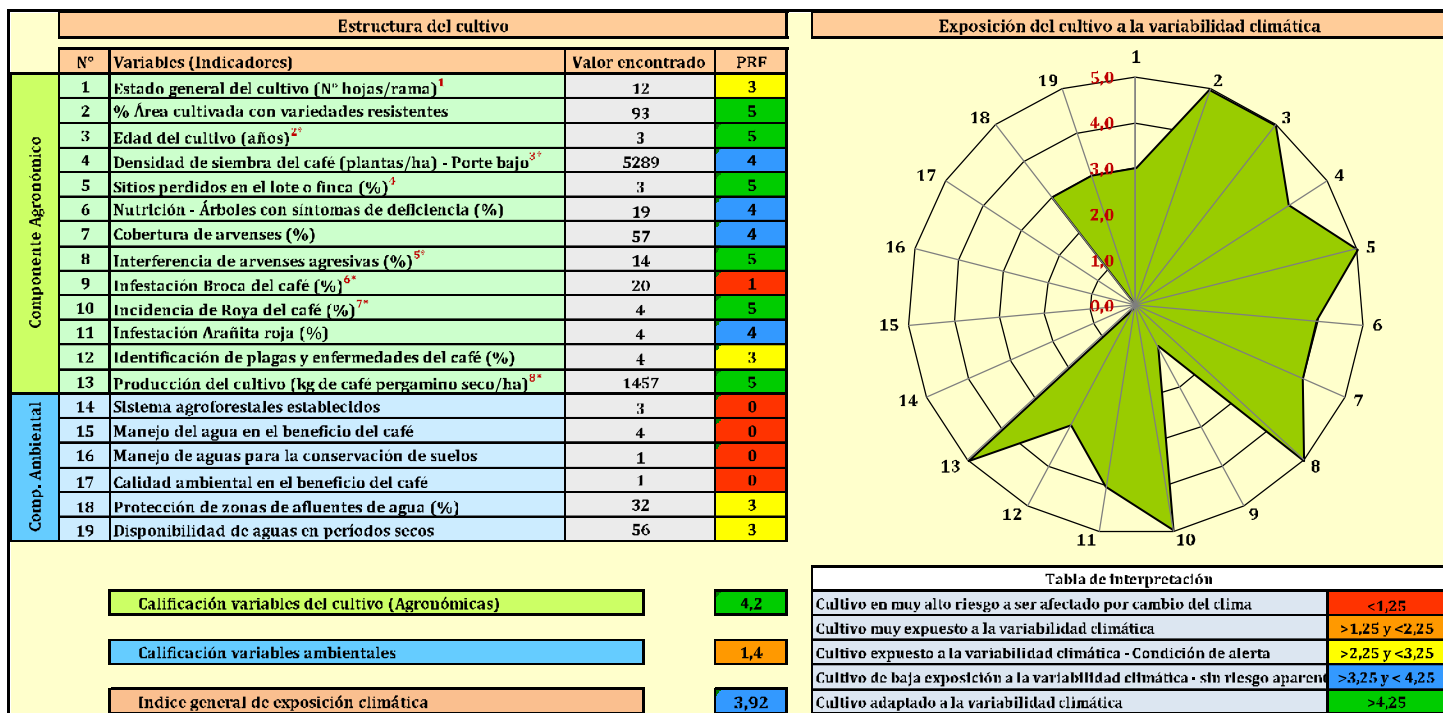 Estructura del cultivo
N° Variables (Indicadores) Valor encontrado PRF
Componente Agronómico
1 Estado general del cultivo (N° hojas/rama)1 12 3
2 % Área cultivada con variedades resistentes 93 5
3 Edad del cultivo (años)2* 3 5
4 Densidad de siembra del café (plantas/ha) - Porte bajo3* 5289 4
5 Sitios perdidos en el lote o finca (%)4 3 5
6 Nutrición - Árboles con síntomas de deficiencia (%) 19 4
7 Cobertura de arvenses (%) 57 4
8 Interferencia de arvenses agresivas (%)5* 14 5
9 Infestación Broca del café (%)6* 20 1
10 Incidencia de Roya del café (%)7* 4 5
11 Infestación Arañita roja (%) 4 4
12 Identificación de plagas y enfermedades del café (%) 4 3
13 Producción del cultivo (kg de café pergamino seco/ha)8* 1457 5
Comp. Ambiental
14 Sistema agroforestales establecidos 3 0
15 Manejo del agua en el beneficio del café 4 0
16 Manejo de aguas para la conservación de suelos 1 0
17 Calidad ambiental en el beneficio del café 1 0
18 Protección de zonas de afluentes de agua (%) 32 3
19 Disponibilidad de aguas en períodos secos 56 3
Calificación variables del cultivo (Agronómicas) 4,2
Calificación variables ambientales 1,4
Indice general de exposición climática 3,92
Exposición del cultivo a la variabilidad climática
1
2
3
4
5
6
7
8
9
10
11
12
13
14
15
16
17
18
19
5,0
4,0
3,0
2,0
1,0
0,0
Tabla de interpretación
Cultivo en muy alto riesgo a ser afectado por cambio del clima <1,25
Cultivo muy expuesto a la variabilidad climática >1,25 y <2,25
Cultivo expuesto a la variabilidad climática - Condición de alerta >2,25 y <3,25
Cultivo de baja exposición a la variabilidad climática - sin riesgo aparen >3,25 y < 4,25
Cultivo adaptado a la variabilidad climática >4,25